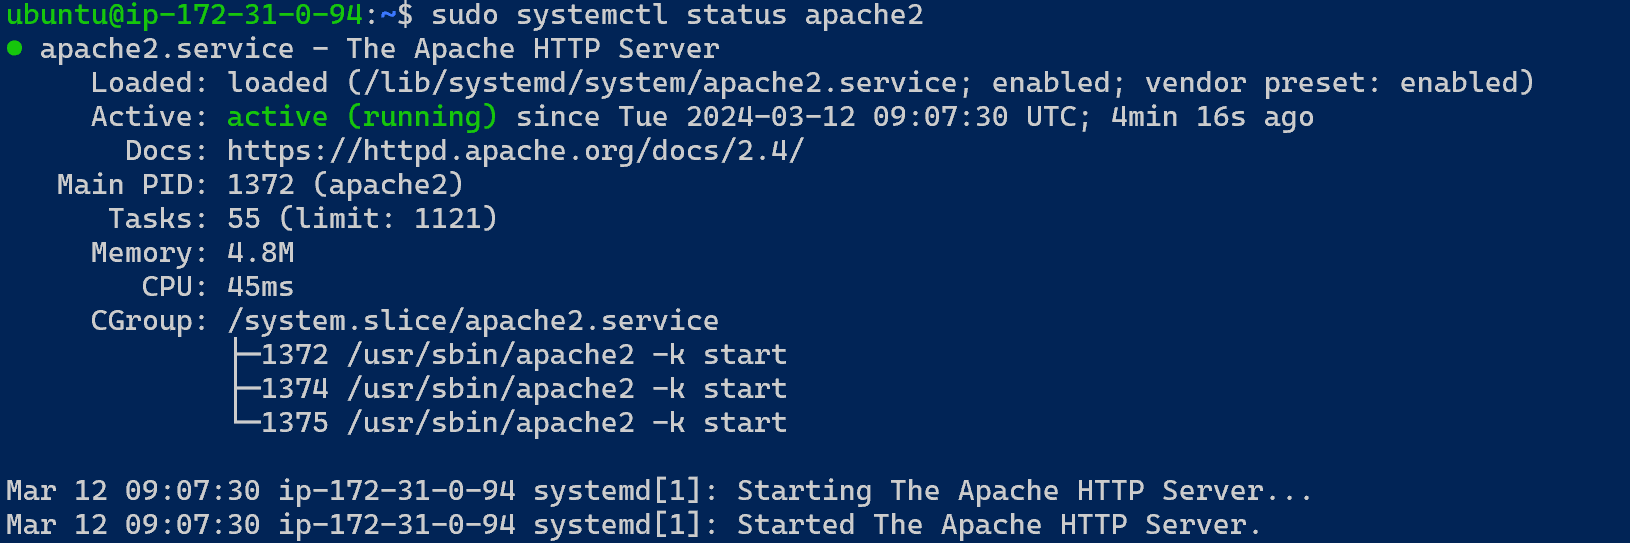 ubuntu@ip-172-31-0-94:~$ sudo systemctl status apache2
● apache2.service - The Apache HTTP Server
     Loaded: loaded (/lib/systemd/system/apache2.service; enabled; vendor preset: enabled)
     Active: active (running) since Tue 2024-03-12 09:07:30 UTC; 4min 16s ago
       Docs: https://httpd.apache.org/docs/2.4/
   Main PID: 1372 (apache2)
      Tasks: 55 (limit: 1121)
     Memory: 4.8M
        CPU: 45ms
     CGroup: /system.slice/apache2.service
             ├─1372 /usr/sbin/apache2 -k start
             ├─1374 /usr/sbin/apache2 -k start
             └─1375 /usr/sbin/apache2 -k start

Mar 12 09:07:30 ip-172-31-0-94 systemd[1]: Starting The Apache HTTP Server...
Mar 12 09:07:30 ip-172-31-0-94 systemd[1]: Started The Apache HTTP Server.